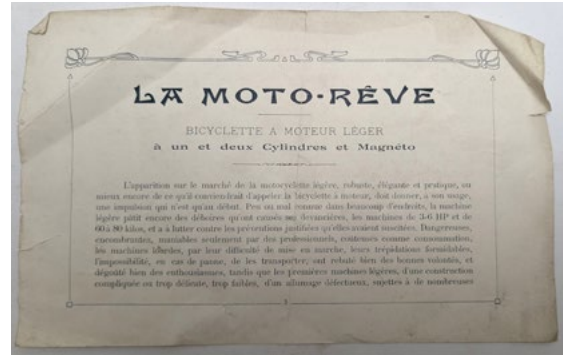 LA MOTO-RÊVE
BICYCLETTE A MOTEUR LÉGER
à un et deux Cylindres et Magnéto
L'apparition sur le marché de la motocyclette légère, robuste, élégante et pratique, ou
mieux encore de ce qu'il conviendrait d'appeler la bicyclette à moteur, doit donner, à son usage,
une impulsion qui n'est qu'au début. Peu ou mal connue dans beaucoup d'endroits, la machine
légère pâtit encore des déboires qu'ont causés ses devancières, les machines de 3-6 HP et de
60 à 80 kilos, et a à lutter contre les préventions justifiées qu'elles avaient suscitées. Dangereuses,
encombrantes, maniables seulement par des professionnels, coûteuses comme consommation,
les machines lourdes, par leur difficulté de mise en marche, leurs trépidations formidables,
l'impossibilité, en cas de panne, de les transporter, ont rebuté bien des bonnes volontés, et
dégoûté bien des enthousiasmes, tandis que les premières machines légères, d'une construction
compliquée ou trop délicate, trop faibles, d'un allumage défectueux, sujettes à de nombreuses